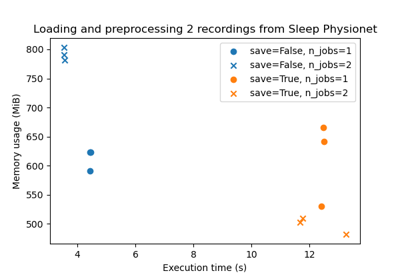 Loading and preprocessing 2 recordings from Sleep Physionet
save=False, n_jobs=1
save=False, n_jobs=2
save=True, n_jobs=1
save=True, n_jobs=2
Memory usage (MiB)
800
750
700
650
600
550
500
4 6 8 10 12
Execution time (s)